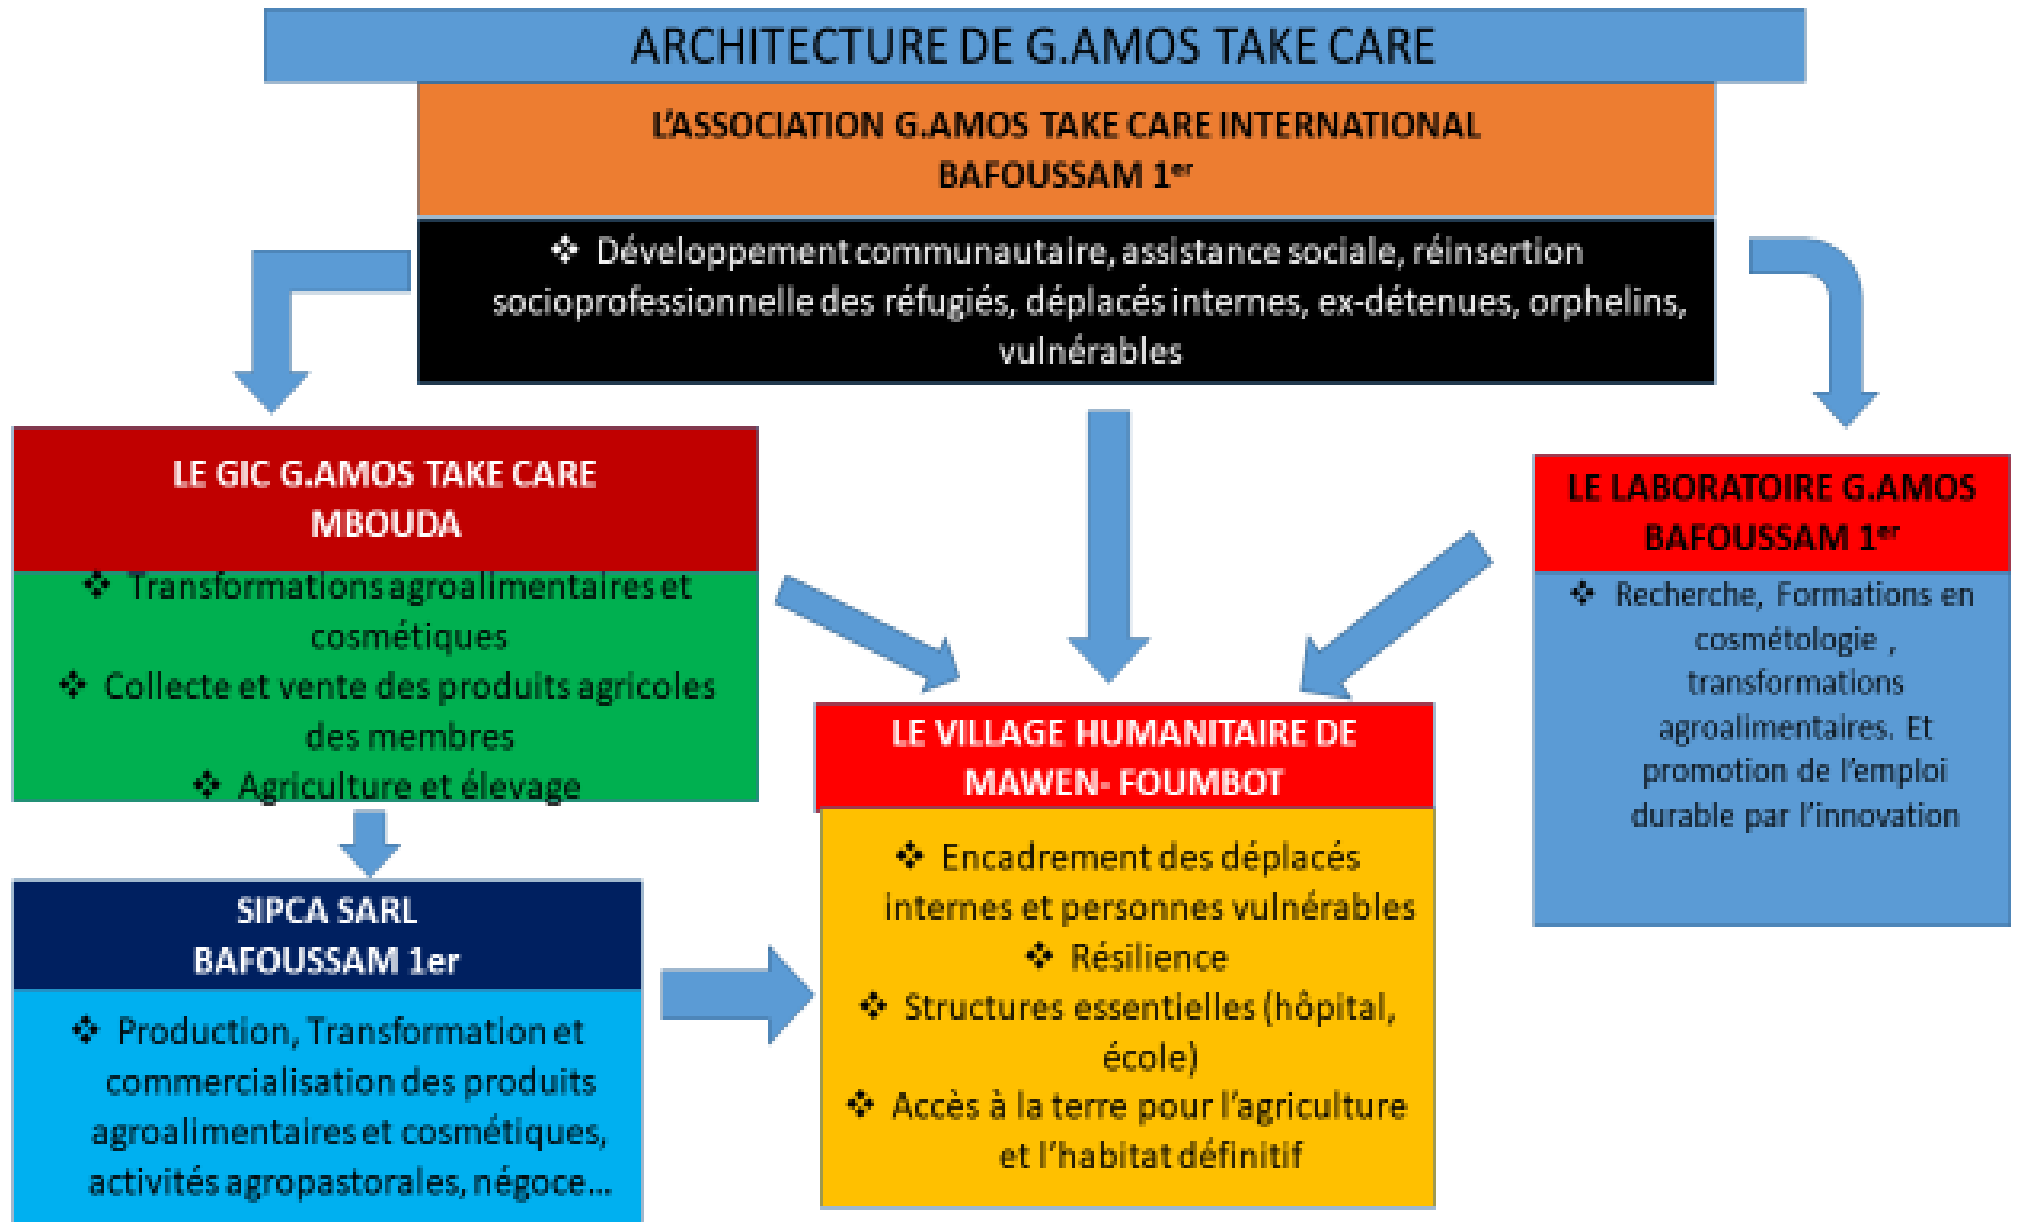 ARCHITECTURE DE G.AMOS TAKE CARE
L'ASSOCIATION G.AMOS TAKE CARE INTERNATIONAL
BAFOUSSAM 1er
❖ Développement communautaire, assistance sociale, réinsertion
socioprofessionnelle des réfugiés, déplacés internes, ex-détenues, orphelins,
vulnérables
LE GIC G.AMOS TAKE CARE
MBOUDA
❖ Transformations agroalimentaires et
cosmétiques
❖ Collecte et vente des produits agricoles
des membres
❖ Agriculture et élevage
LE LABORATOIRE G.AMOS
BAFOUSSAM 1er
❖ Recherche, Formations en
cosmétologie ,
transformations
agroalimentaires. Et
promotion de l'emploi
durable par l'innovation
LE VILLAGE HUMANITAIRE DE
MAWEN- FOUMBOT
❖ Encadrement des déplacés
internes et personnes vulnérables
❖ Résilience
❖ Structures essentielles (hôpital,
école)
❖ Accès à la terre pour l'agriculture
et l'habitat définitif
SIPCA SARL
BAFOUSSAM 1er
❖ Production, Transformation et
commercialisation des produits
agroalimentaires et cosmétiques,
activités agropastorales, négoce...